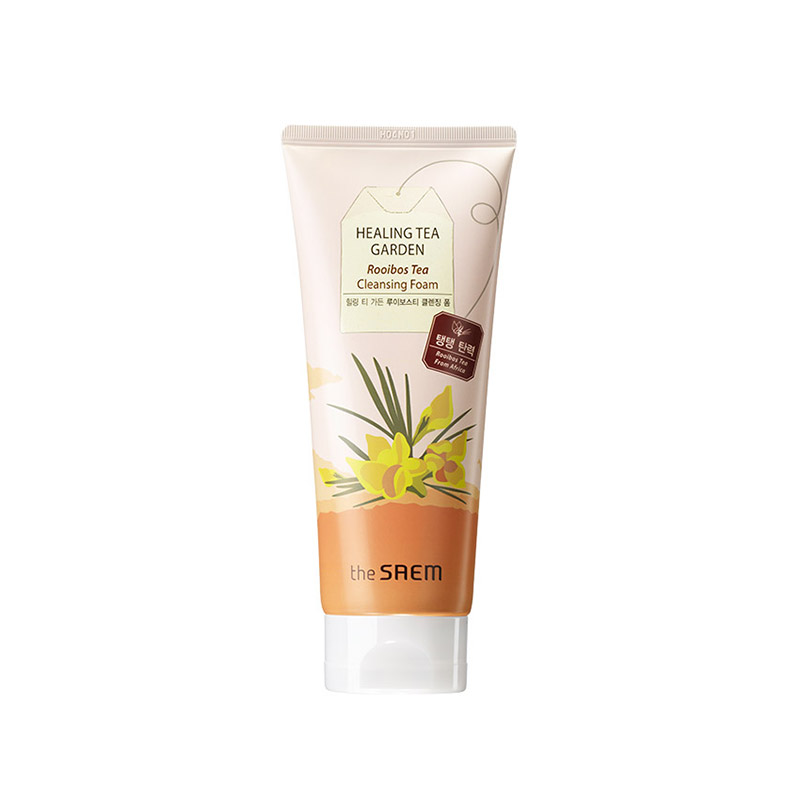 HOANO1
HEALING TEA
GARDEN
Rooibos Tea
Cleansing Foam
힐링 티 가든 루이보스티 클렌징 폼
탱탱 탄력
Rooibos Tea
From Africa
the SAEM